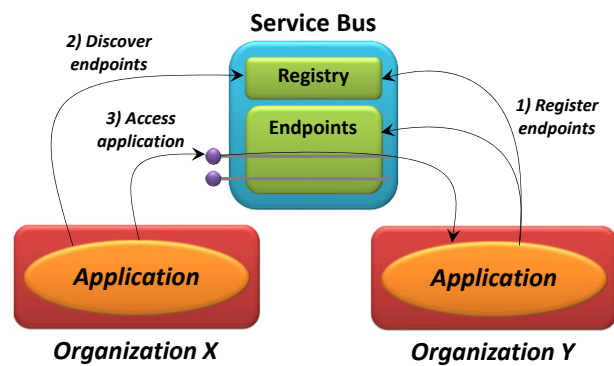 Service Bus
2) Discover
endpoints
Registry
3) Access
application
Endpoints
1) Register
endpoints
Application
Application
Organization X
Organization Y